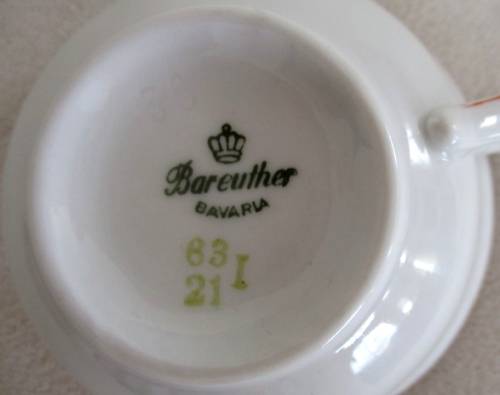 Bareuther
BAVARIA
63 I
21